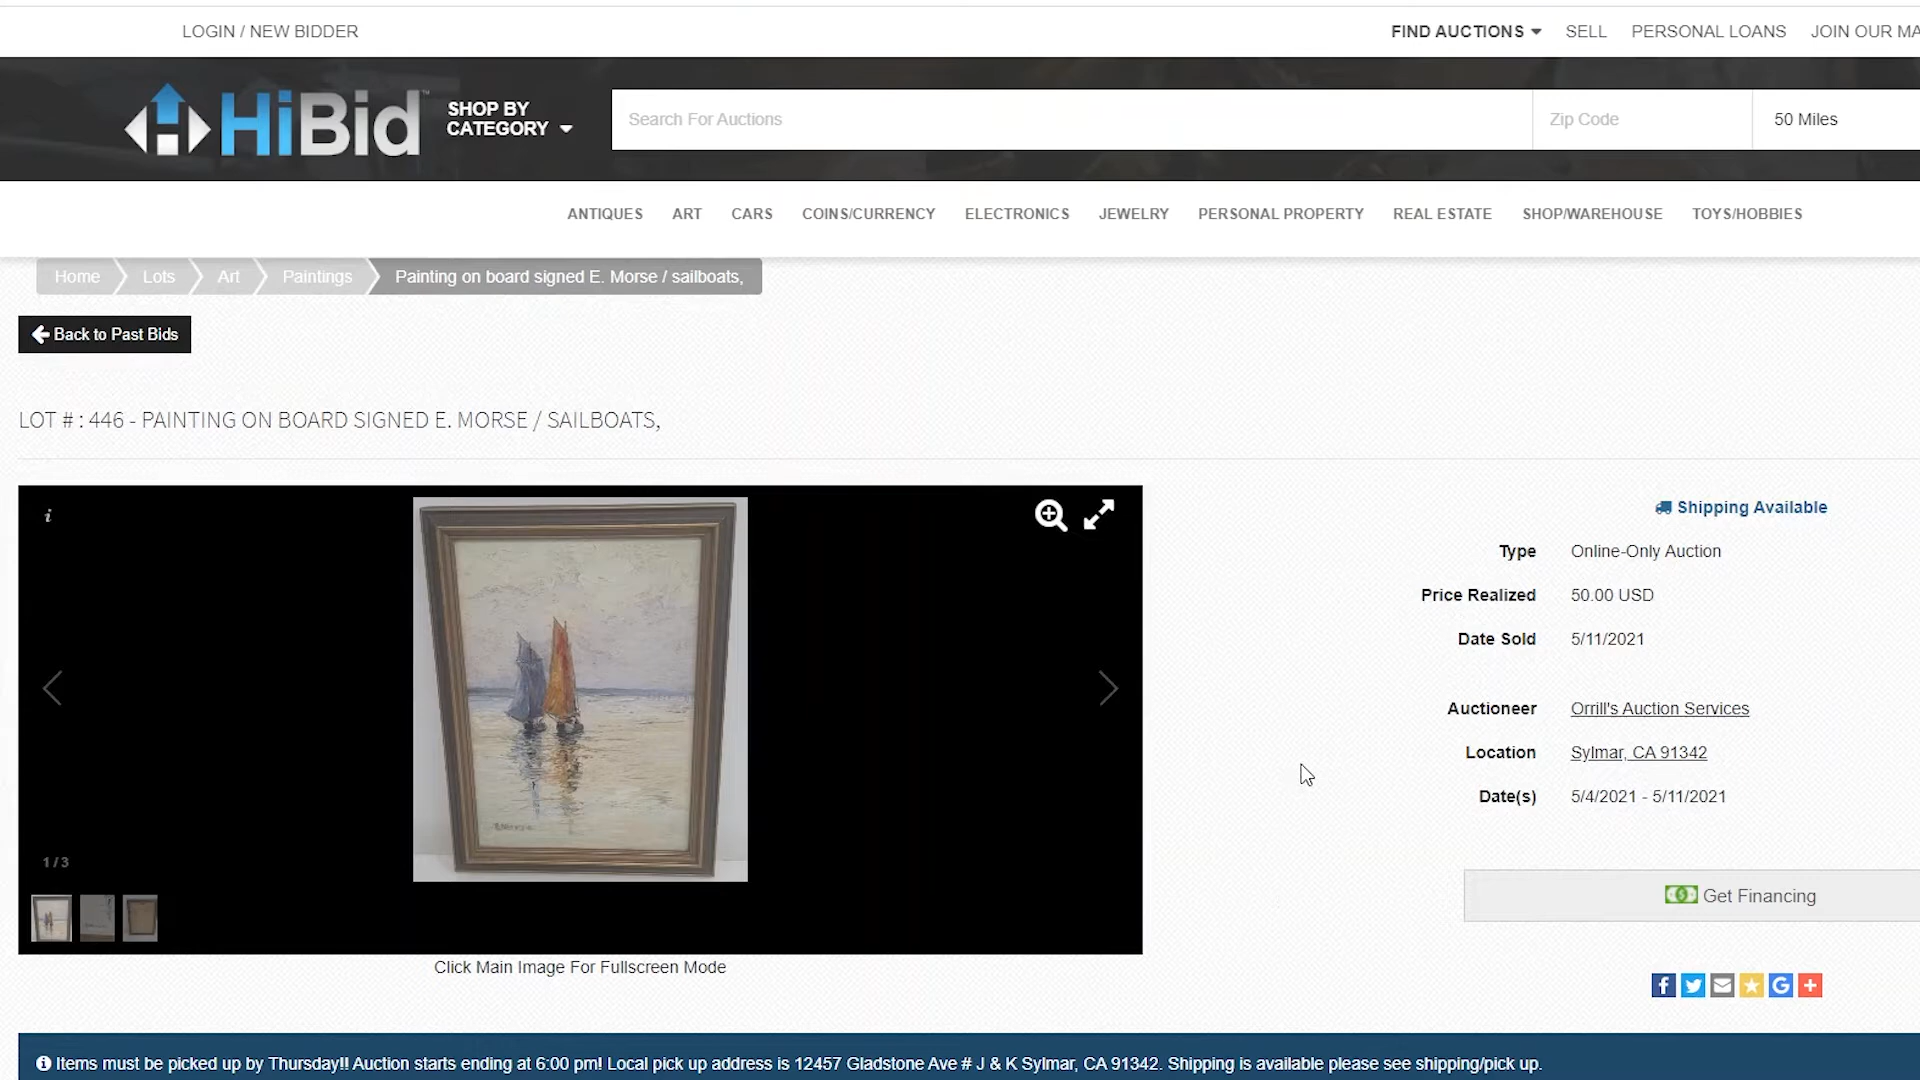 LOGIN / NEW BIDDER
FIND AUCTIONS
SELL
PERSONAL LOANS
JOIN OUR MA
HiBid™
SHOP BY
CATEGORY
Search For Auctions
Zip Code
50 Miles
ANTIQUES
ART
CARS
COINS/CURRENCY
ELECTRONICS
JEWELRY
PERSONAL PROPERTY
REAL ESTATE
SHOP/WAREHOUSE
TOYS/HOBBIES
Home
Lots
Art
Paintings
Painting on board signed E. Morse / sailboats,
Back to Past Bids
LOT # : 446 - PAINTING ON BOARD SIGNED E. MORSE / SAILBOATS,
i
1 / 3
Click Main Image For Fullscreen Mode
Shipping Available
Type Online-Only Auction
Price Realized 50.00 USD
Date Sold 5/11/2021
Auctioneer Orrill's Auction Services
Location Sylmar, CA 91342
Date(s) 5/4/2021 - 5/11/2021
Get Financing
Items must be picked up by Thursday!! Auction starts ending at 6:00 pm! Local pick up address is 12457 Gladstone Ave # J & K Sylmar, CA 91342. Shipping is available please see shipping/pick up.